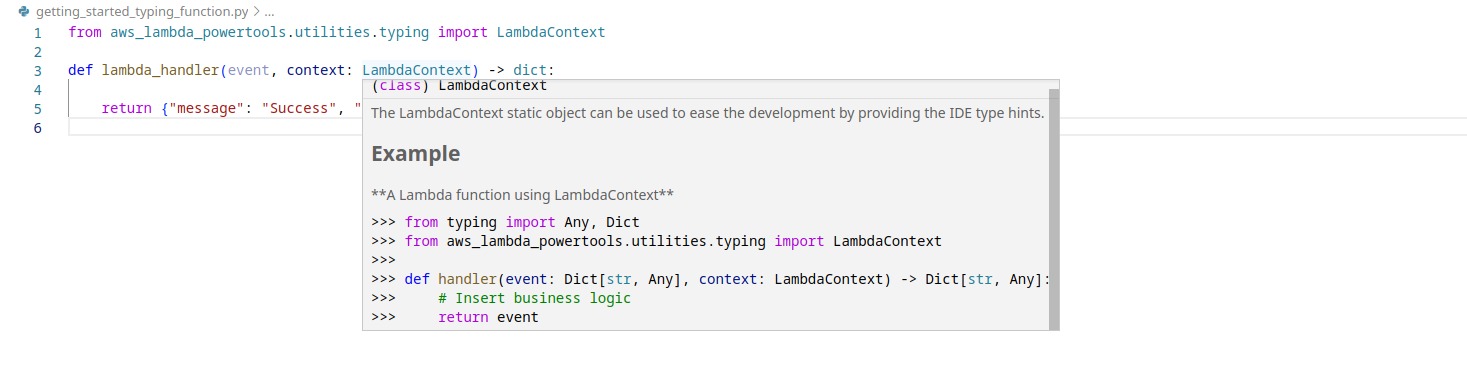 getting_started_typing_function.py > ...
1 from aws_lambda_powertools.utilities.typing import LambdaContext
2
3 def lambda_handler(event, context: LambdaContext) -> dict:
4
5     return {"message": "Success", "
6
(class) LambdaContext
The LambdaContext static object can be used to ease the development by providing the IDE type hints.
Example
**A Lambda function using LambdaContext**
>>> from typing import Any, Dict
>>> from aws_lambda_powertools.utilities.typing import LambdaContext
>>>
>>> def handler(event: Dict[str, Any], context: LambdaContext) -> Dict[str, Any]:
>>>     # Insert business logic
>>>     return event